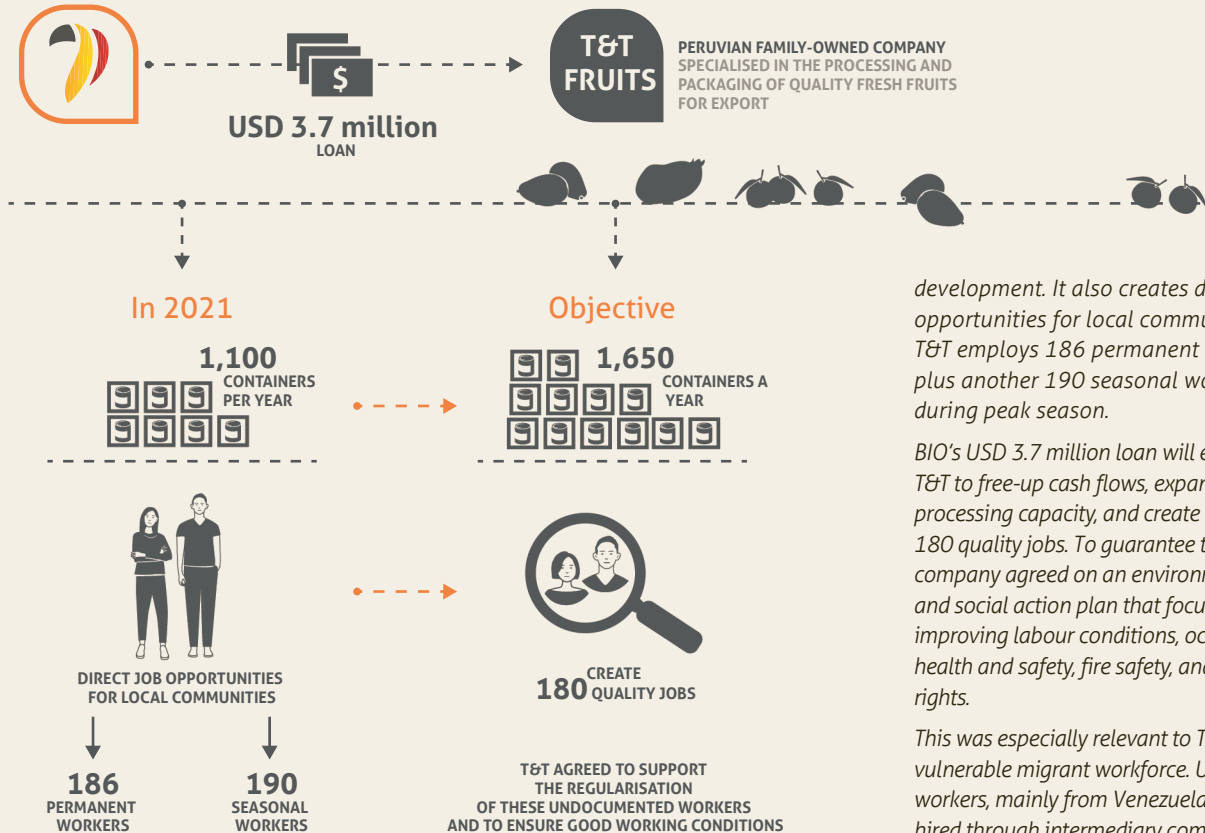 $
USD 3.7 million
LOAN
T&T
FRUITS
PERUVIAN FAMILY-OWNED COMPANY
SPECIALISED IN THE PROCESSING AND
PACKAGING OF QUALITY FRESH FRUITS
FOR EXPORT
In 2021
1,100
CONTAINERS
PER YEAR
DIRECT JOB OPPORTUNITIES
FOR LOCAL COMMUNITIES
186
PERMANENT
WORKERS
190
SEASONAL
WORKERS
Objective
1,650
CONTAINERS A
YEAR
CREATE
180 QUALITY JOBS
T&T AGREED TO SUPPORT
THE REGULARISATION
OF THESE UNDOCUMENTED WORKERS
AND TO ENSURE GOOD WORKING CONDITIONS
development. It also creates
opportunities for local
T&T employs 186 permanent
plus another 190 seasonal
during peak season.
BIO's USD 3.7 million loan will
T&T to free-up cash flows,
processing capacity, and create
180 quality jobs. To guarantee
company agreed on an
and social action plan that
improving labour conditions,
health and safety, fire safety,
rights.
This was especially relevant to
vulnerable migrant workforce.
workers, mainly from
hired through intermediary